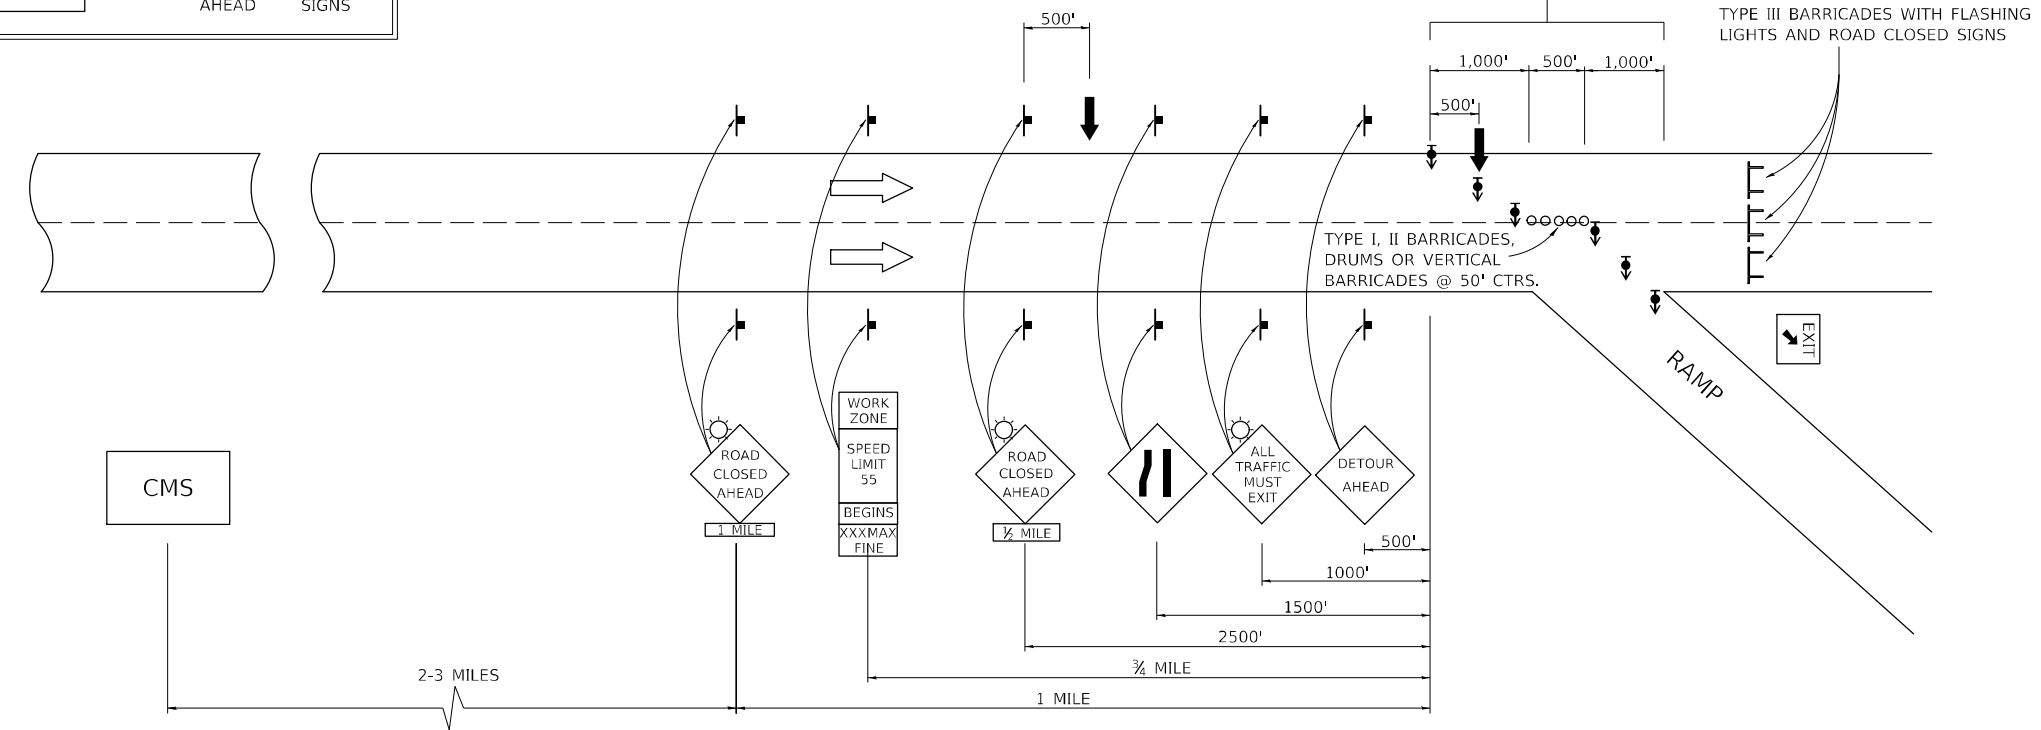 AHEAD SIGNS
500'
TYPE III BARRICADES WITH FLASHING
LIGHTS AND ROAD CLOSED SIGNS
1,000' 500' 1,000'
500'
TYPE I, II BARRICADES,
DRUMS OR VERTICAL
BARRICADES @ 50' CTRS.
EXIT
RAMP
CMS
ROAD
CLOSED
AHEAD
1 MILE
WORK
ZONE
SPEED
LIMIT
55
BEGINS
XXXMAX
FINE
ROAD
CLOSED
AHEAD
½ MILE
ALL
TRAFFIC
MUST
EXIT
DETOUR
AHEAD
500'
1000'
1500'
2500'
¾ MILE
2-3 MILES
1 MILE